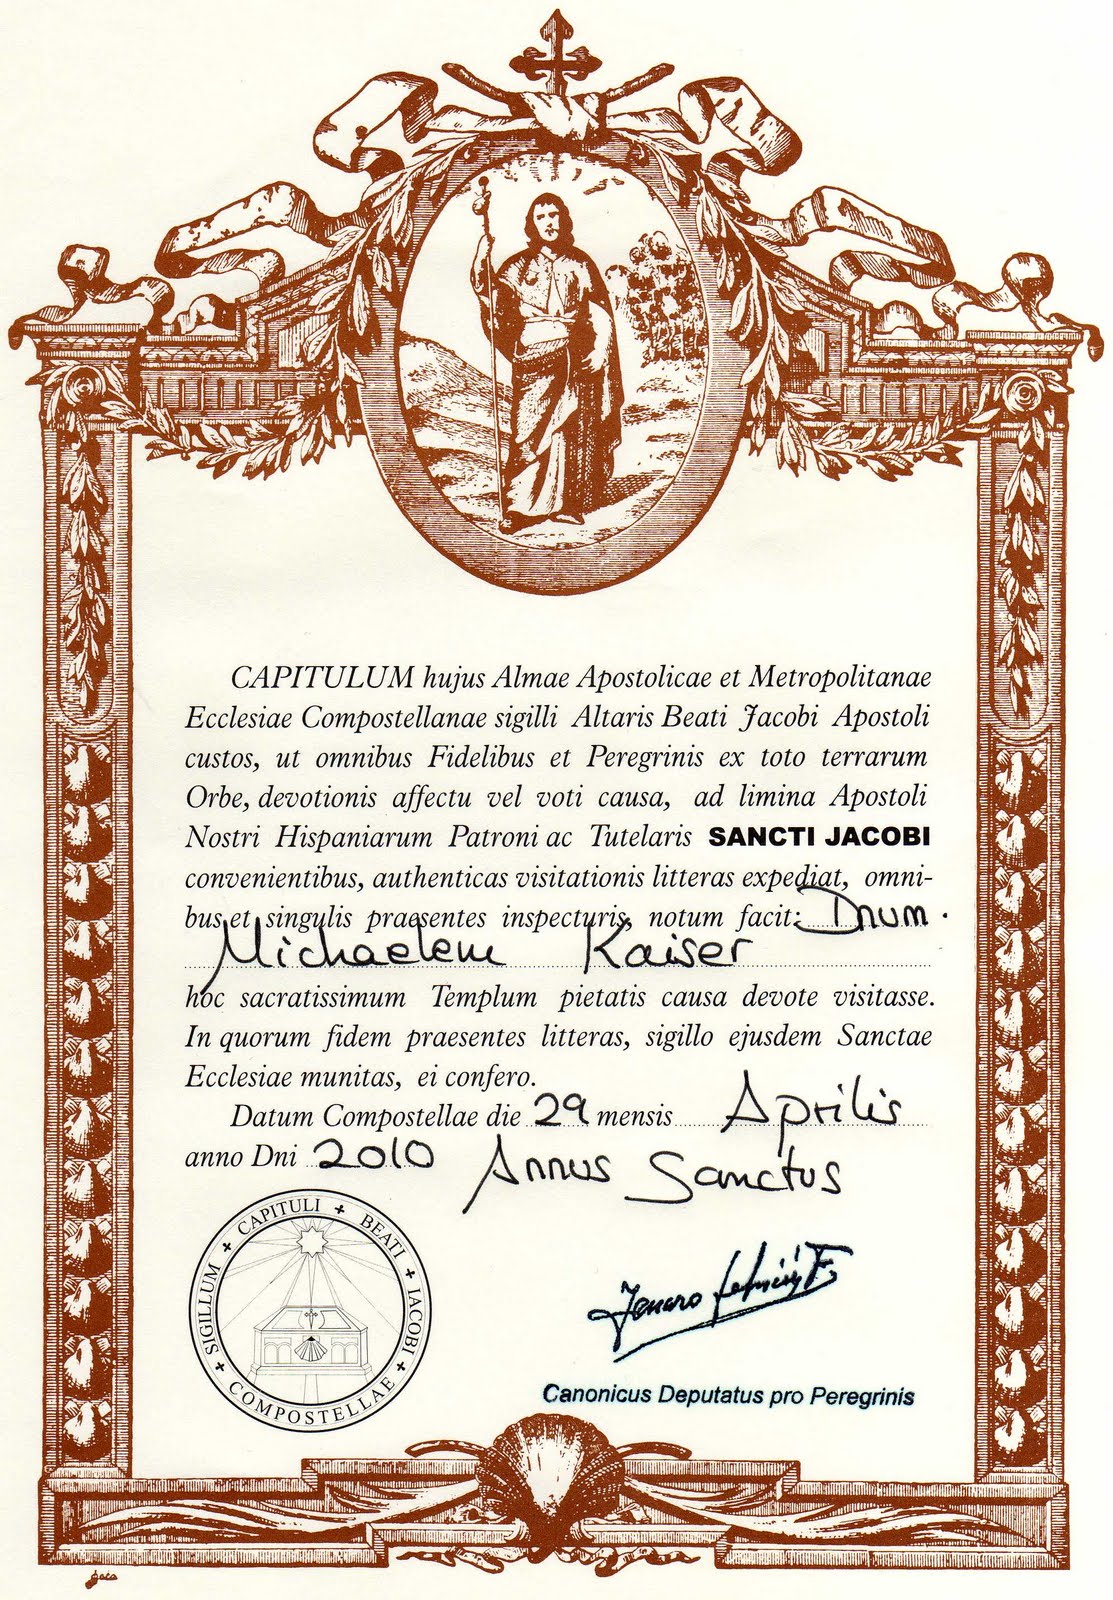 CAPITULUM hujus Almae Apostolicae et Metropolitanae
Ecclesiae Compostellanae sigilli Altaris Beati Jacobi Apostoli
custos, ut omnibus Fidelibus et Peregrinis ex toto terrarum
Orbe, devotionis affectu vel voti causa, ad limina Apostoli
Nostri Hispaniarum Patroni ac Tutelaris SANCTI JACOBI
convenientibus, authenticas visitationis litteras expediat, omni-
bus et singulis praesentes inspecturis, notum facit: Dnum.
Michaelem Kaiser
hoc sacratissimum Templum pietatis causa devote visitasse.
In quorum fidem praesentes litteras, sigillo ejusdem Sanctae
Ecclesiae munitas, ei confero.
Datum Compostellae die 29 mensis Aprilis
anno Dni 2010 Annus Sanctus
SIGILLUM + CAPITULI + BEATI + IACOBI + COMPOSTELLAE +
Jenaro
Canonicus Deputatus pro Peregrinis